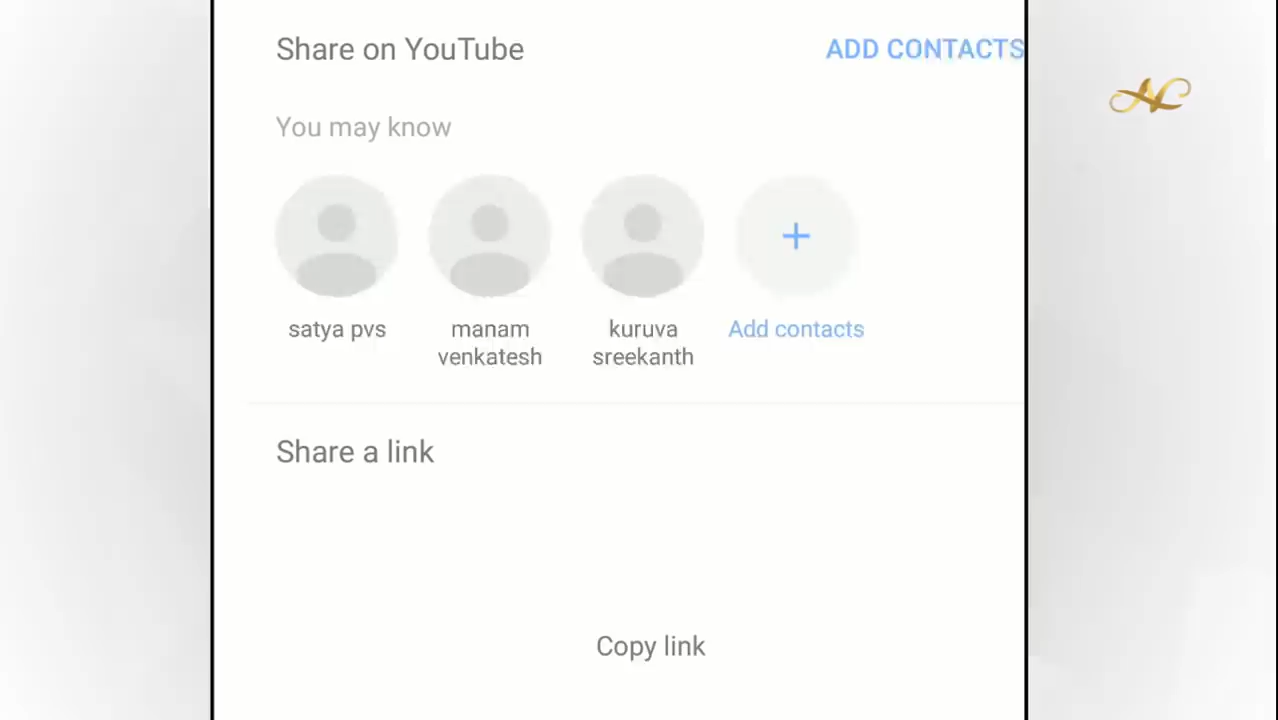 Share on YouTube
ADD CONTACTS
You may know
satya pvs
manam
venkatesh
kuruva
sreekanth
Add contacts
Share a link
Copy link